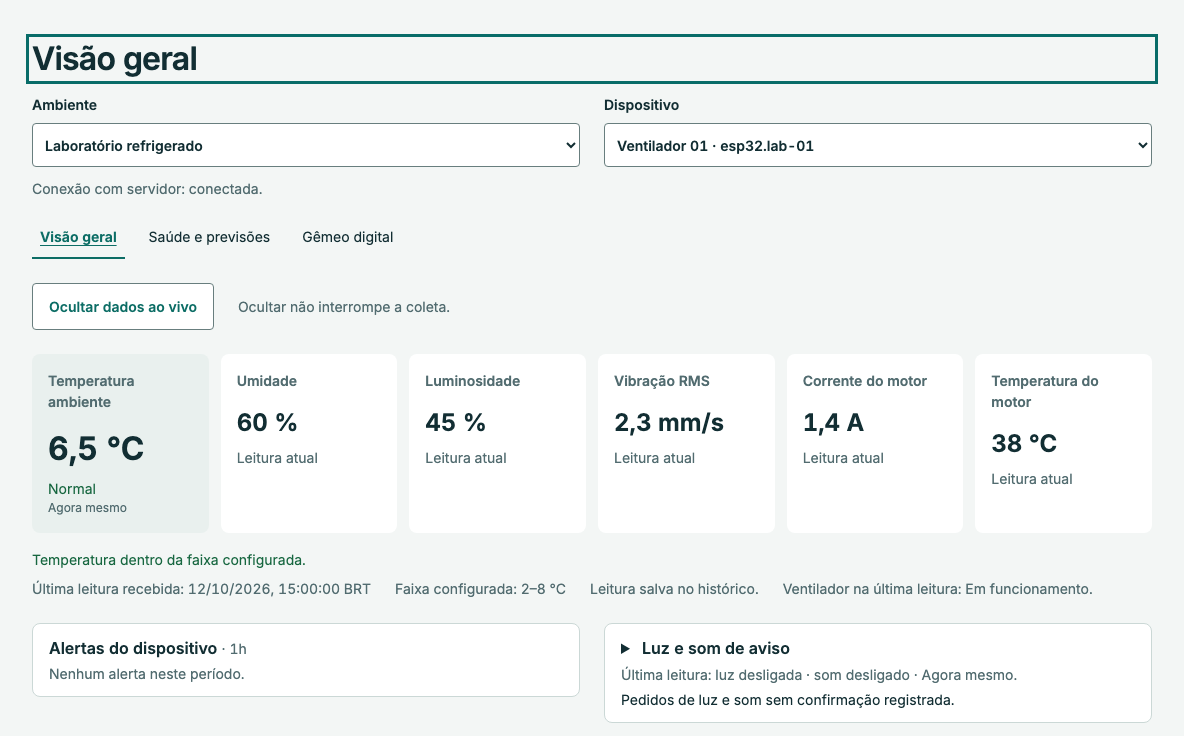 Visão geral
Ambiente
Dispositivo
Laboratório refrigerado
Ventilador 01 · esp32.lab-01
Conexão com servidor: conectada.
Visão geral
Saúde e previsões
Gêmeo digital
Ocultar dados ao vivo
Ocultar não interrompe a coleta.
Temperatura
ambiente
6,5 °C
Normal
Agora mesmo
Umidade
60 %
Leitura atual
Luminosidade
45 %
Leitura atual
Vibração RMS
2,3 mm/s
Leitura atual
Corrente do motor
1,4 A
Leitura atual
Temperatura do
motor
38 °C
Leitura atual
Temperatura dentro da faixa configurada.
Última leitura recebida: 12/10/2026, 15:00:00 BRT
Faixa configurada: 2–8 °C
Leitura salva no histórico.
Ventilador na última leitura: Em funcionamento.
Alertas do dispositivo · 1h
Nenhum alerta neste período.
Luz e som de aviso
Última leitura: luz desligada · som desligado · Agora mesmo.
Pedidos de luz e som sem confirmação registrada.